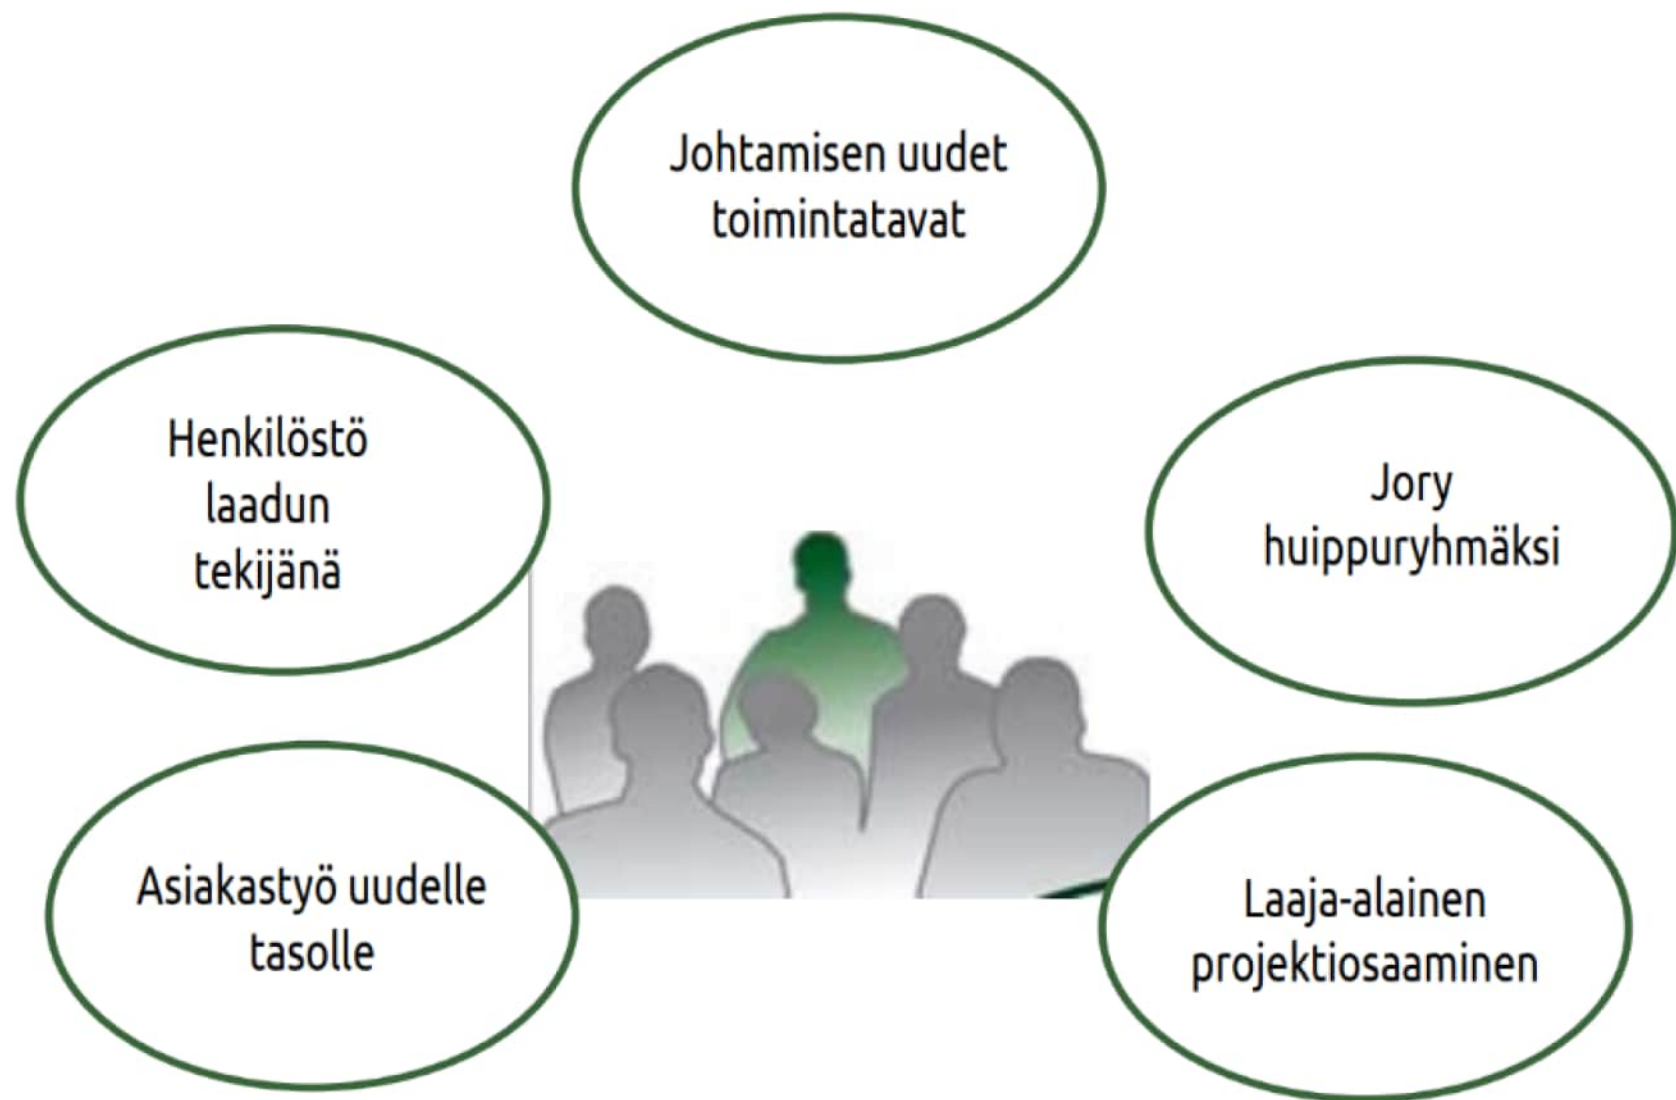 Johtamisen uudet
toimintatavat
Henkilöstö
laadun
tekijänä
Jory
huippuryhmäksi
Asiakastyö uudelle
tasolle
Laaja-alainen
projektiosaaminen